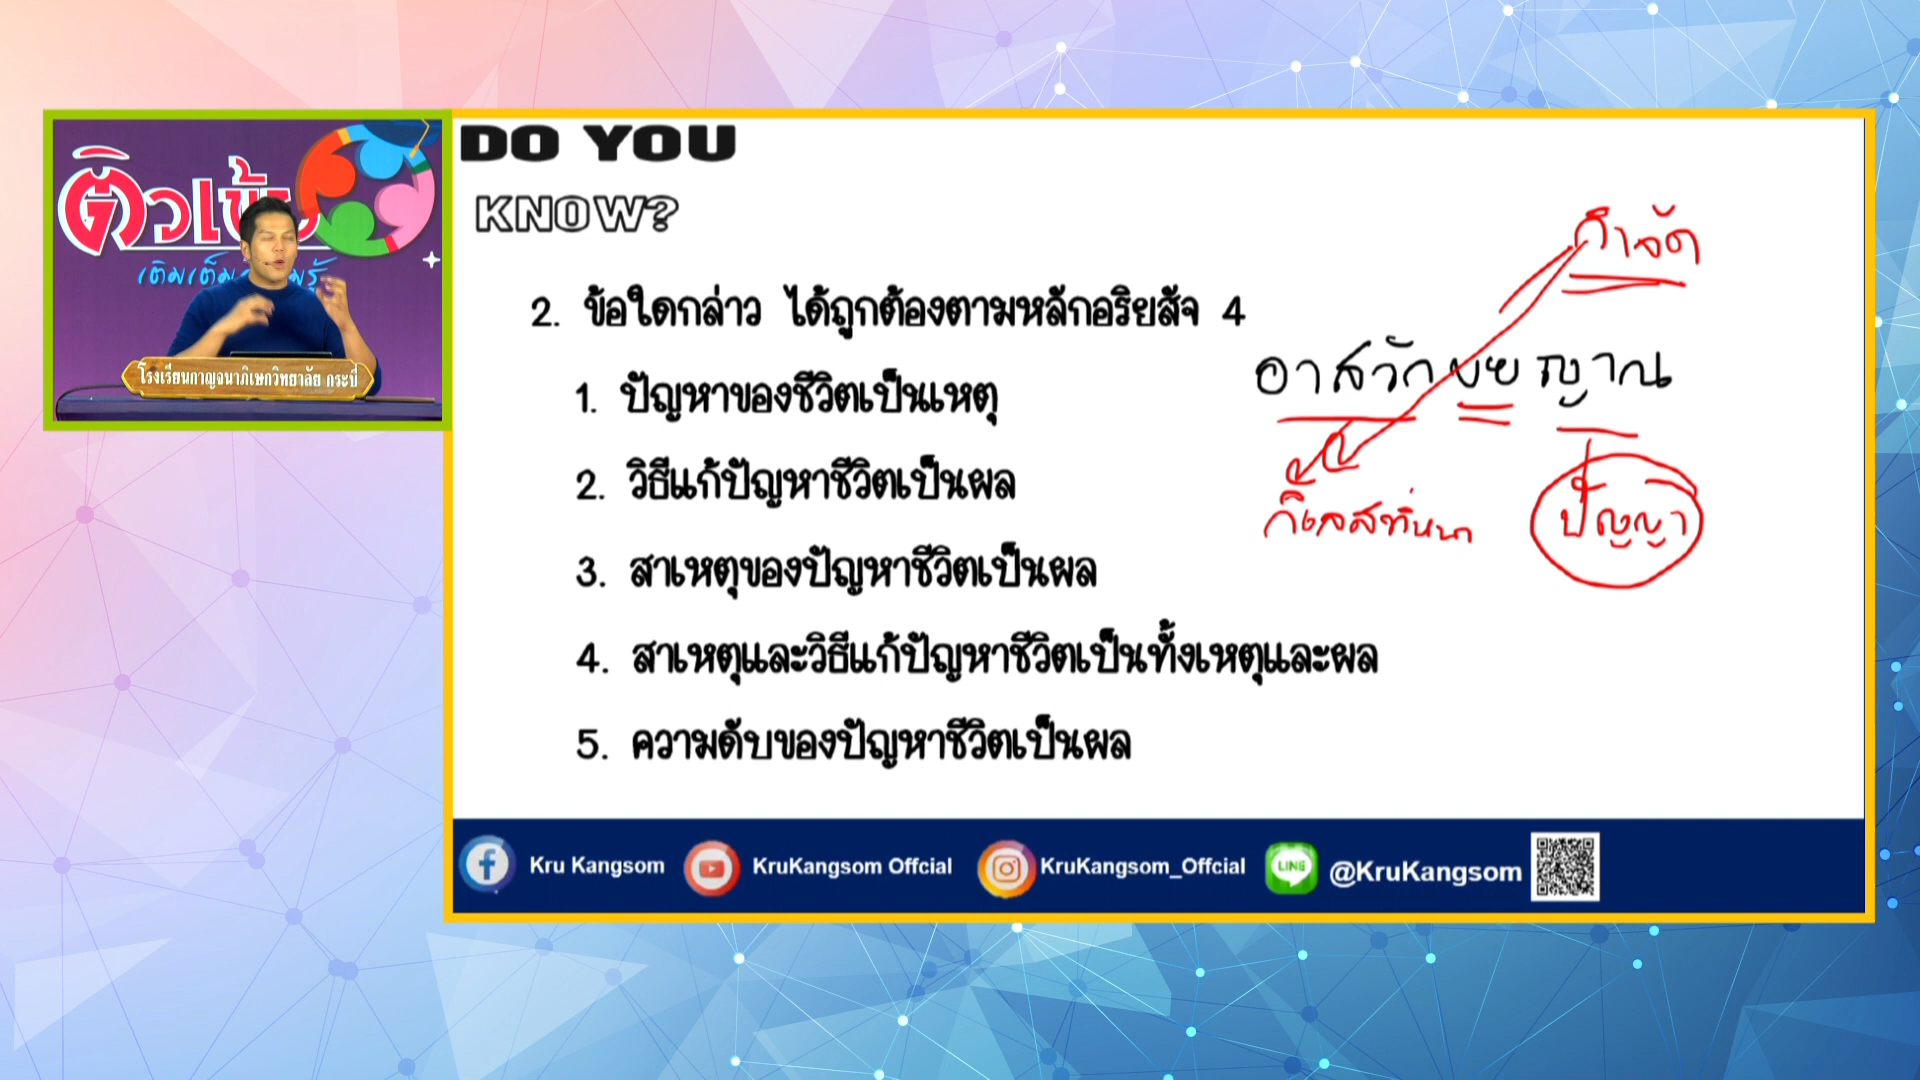 ติวเข้ม
เติมเต็มความรู้
โรงเรียนกาญจนาภิเษกวิทยาลัย กระบี่
DO YOU
KNOW?
2. ข้อใดกล่าว ได้ถูกต้องตามหลักอริยสัจ 4
1. ปัญหาของชีวิตเป็นเหตุ
2. วิธีแก้ปัญหาชีวิตเป็นผล
3. สาเหตุของปัญหาชีวิตเป็นผล
4. สาเหตุและวิธีแก้ปัญหาชีวิตเป็นทั้งเหตุและผล
5. ความดับของปัญหาชีวิตเป็นผล
กำจัด
อาสวักขยญาณ
กิเลสที่หนา
ปัญญา
Kru Kangsom
KruKangsom Offcial
KruKangsom_Offcial
LINE
@KruKangsom